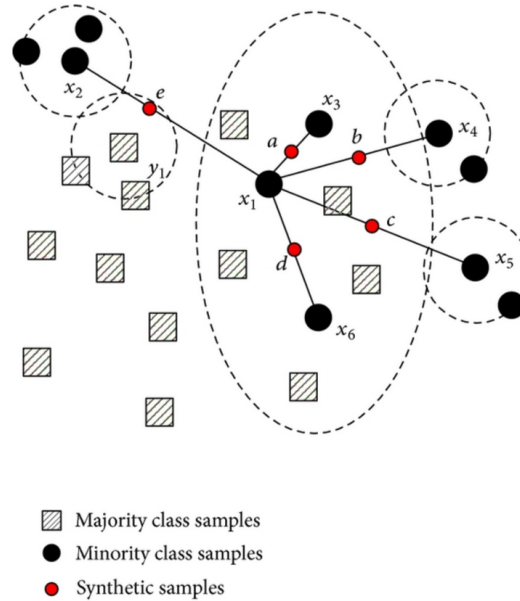 e
x₂
x₃
a
b
x₄
y₁
x₁
c
d
x₅
x₆
Majority class samples
Minority class samples
Synthetic samples